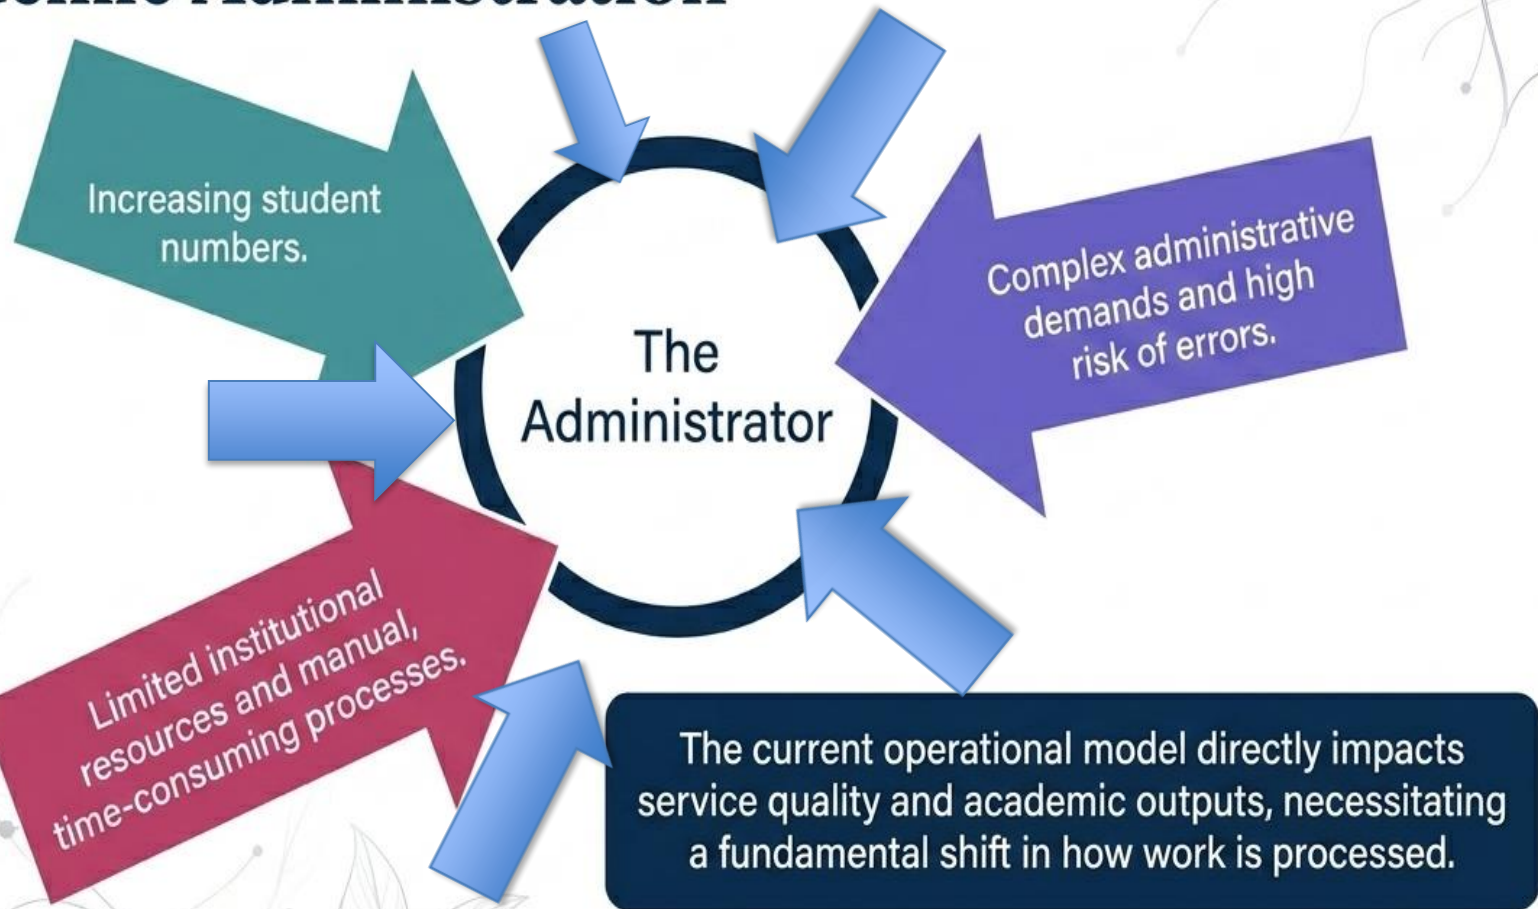 Administration
Increasing student
numbers.
The
Administrator
Complex administrative
demands and high
risk of errors.
Limited institutional
resources and manual,
time-consuming processes.
The current operational model directly impacts
service quality and academic outputs, necessitating
a fundamental shift in how work is processed.